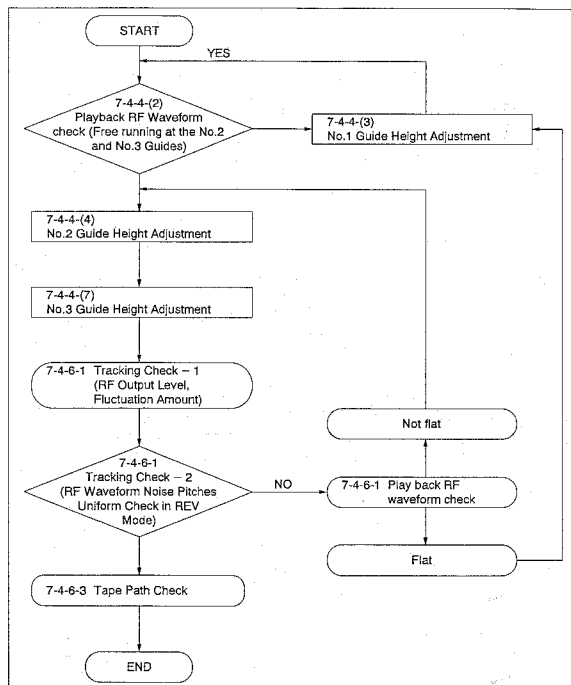 START
YES
7-4-4-(2)
Playback RF Waveform
check (Free running at the No.2
and No.3 Guides)
7-4-4-(3)
No.1 Guide Height Adjustment
7-4-4-(4)
No.2 Guide Height Adjustment
7-4-4-(7)
No.3 Guide Height Adjustment
7-4-6-1 Tracking Check – 1
(RF Output Level,
Fluctuation Amount)
Not flat
7-4-6-1
Tracking Check – 2
(RF Waveform Noise Pitches
Uniform Check in REV
Mode)
NO
7-4-6-1 Play back RF
waveform check
Flat
7-4-6-3 Tape Path Check
END